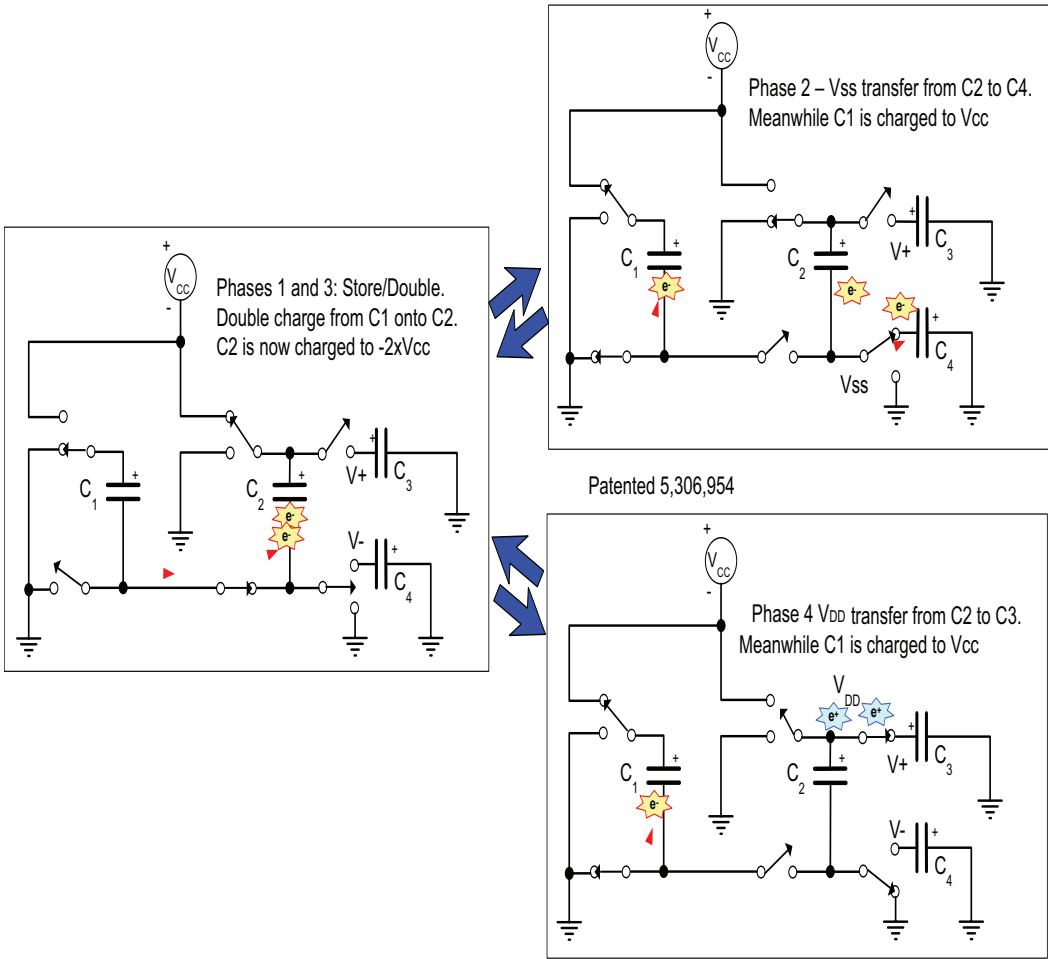 +
VCC
-
Phases 1 and 3: Store/Double.
Double charge from C1 onto C2.
C2 is now charged to -2xVcc
C1
+
C2
+
e-
e-
V+
+
C3
V-
+
C4
+
VCC
-
Phase 2 – Vss transfer from C2 to C4.
Meanwhile C1 is charged to Vcc
C1
+
e-
C2
+
e-
V+
+
C3
e-
+
C4
Vss
Patented 5,306,954
+
VCC
-
Phase 4 VDD transfer from C2 to C3.
Meanwhile C1 is charged to Vcc
VDD
e+
e+
C1
+
e-
C2
+
V+
+
C3
V-
+
C4